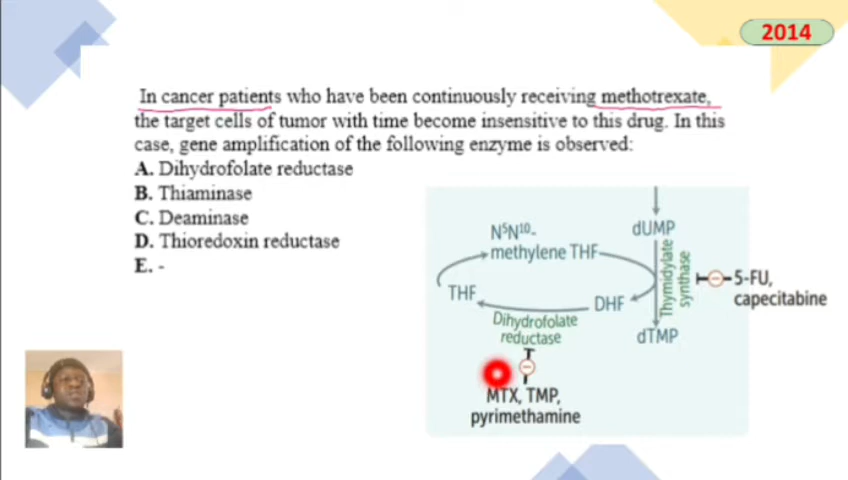 2014
In cancer patients who have been continuously receiving methotrexate,
the target cells of tumor with time become insensitive to this drug. In this
case, gene amplification of the following enzyme is observed:
A. Dihydrofolate reductase
B. Thiaminase
C. Deaminase
D. Thioredoxin reductase
E. -
dUMP
N⁵N¹⁰-
methylene THF
Thymidylate
synthase
5-FU,
capecitabine
THF
DHF
Dihydrofolate
reductase
dTMP
MTX, TMP,
pyrimethamine